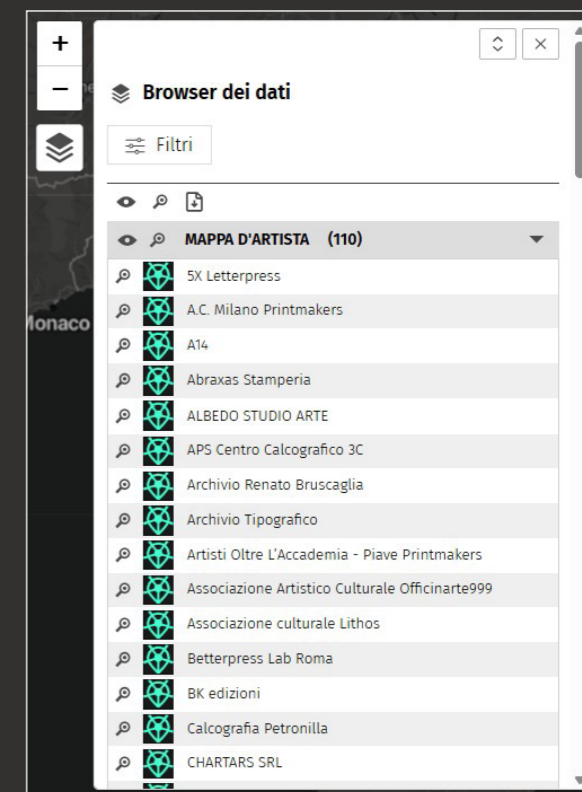 +
−
Browser dei dati
Filtri
MAPPA D'ARTISTA (110)
5X Letterpress
A.C. Milano Printmakers
Monaco
A14
Abraxas Stamperia
ALBEDO STUDIO ARTE
APS Centro Calcografico 3C
Archivio Renato Bruscaglia
Archivio Tipografico
Artisti Oltre L'Accademia - Piave Printmakers
Associazione Artistico Culturale Officinarte999
Associazione culturale Lithos
Betterpress Lab Roma
BK edizioni
Calcografia Petronilla
CHARTARS SRL